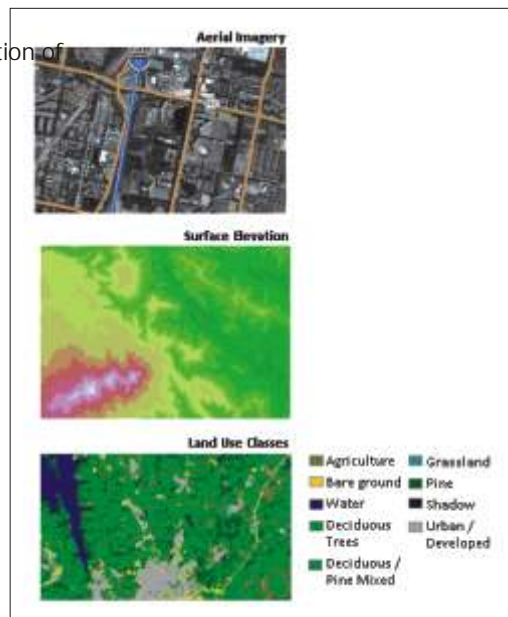 Aerial Imagery
tion of
Surface Elevation
Land Use Classes
Agriculture
Bare ground
Water
Deciduous
Trees
Deciduous /
Pine Mixed
Grassland
Pine
Shadow
Urban /
Developed